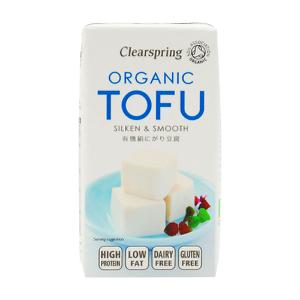 Clearspring
ORGANIC
ORGANIC
TOFU
SILKEN & SMOOTH
有機絹にがり豆腐
Serving suggestion
HIGH PROTEIN
LOW FAT
DAIRY FREE
GLUTEN FREE